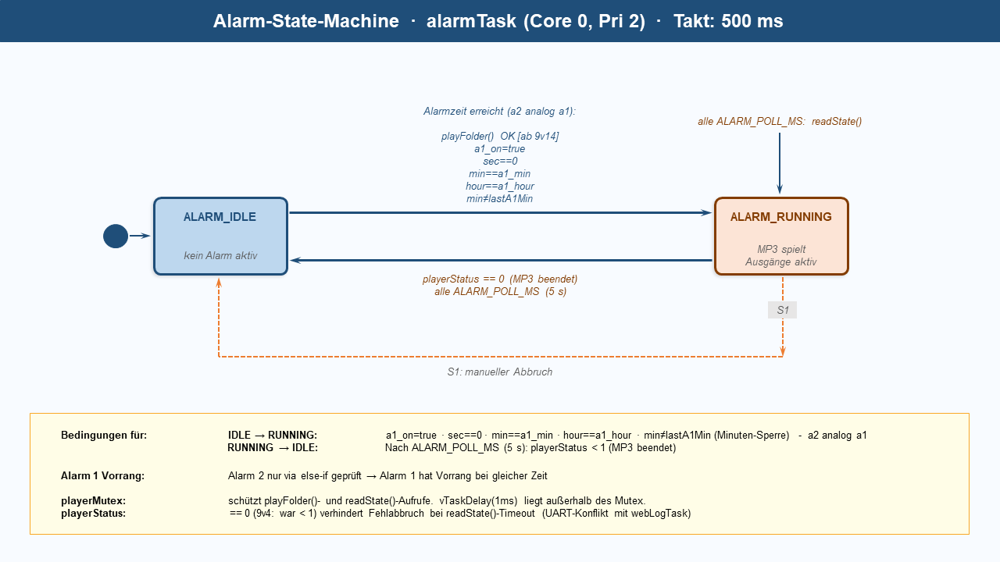 Alarm-State-Machine · alarmTask (Core 0, Pri 2) · Takt: 500 ms
Alarmzeit erreicht (a2 analog a1):
alle ALARM_POLL_MS: readState()
playFolder() OK [ab 9v14]
a1_on=true
sec==0
min==a1_min
hour==a1_hour
min≠lastA1Min
ALARM_IDLE
kein Alarm aktiv
ALARM_RUNNING
MP3 spielt
Ausgänge aktiv
playerStatus == 0 (MP3 beendet)
alle ALARM_POLL_MS (5 s)
S1
S1: manueller Abbruch
Bedingungen für: IDLE → RUNNING: a1_on=true · sec==0 · min==a1_min · hour==a1_hour · min≠lastA1Min (Minuten-Sperre) - a2 analog a1
RUNNING → IDLE: Nach ALARM_POLL_MS (5 s): playerStatus < 1 (MP3 beendet)
Alarm 1 Vorrang: Alarm 2 nur via else-if geprüft → Alarm 1 hat Vorrang bei gleicher Zeit
playerMutex: schützt playFolder()- und readState()-Aufrufe. vTaskDelay(1ms) liegt außerhalb des Mutex.
playerStatus: == 0 (9v4: war < 1) verhindert Fehlabbruch bei readState()-Timeout (UART-Konflikt mit webLogTask)